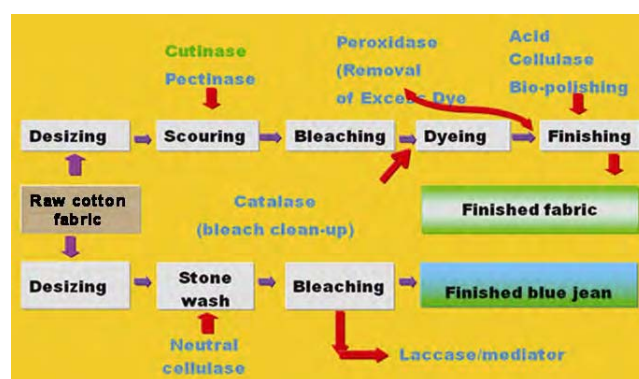 Cutinase
Pectinase
Peroxidase
(Removal
of Excess Dye
Acid
Cellulase
Bio-polishing
Desizing
Scouring
Bleaching
Dyeing
Finishing
Raw cotton
fabric
Catalase
(bleach clean-up)
Finished fabric
Desizing
Stone
wash
Bleaching
Finished blue jean
Neutral
cellulase
Laccase/mediator